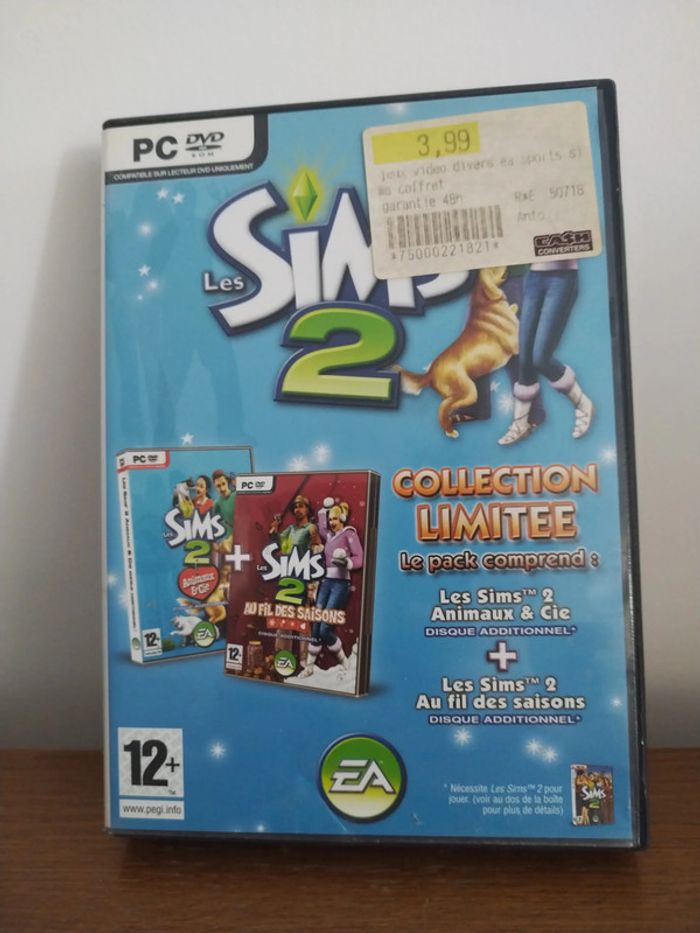 PC DVD
ROM
COMPATIBLE SUR LECTEUR DVD UNIQUEMENT
3,99
jeux video divers ea sports si
ms coffret
garantie 48h
R*E 50718
Anto
*75000221821*
CASH
CONVERTERS
Les SIMS
2
COLLECTION
LIMITEE
Le pack comprend :
Les Sims™ 2
Animaux & Cie
DISQUE ADDITIONNEL*
+
Les Sims™ 2
Au fil des saisons
DISQUE ADDITIONNEL*
PC DVD
Les SIMS
2
Animaux
& Cie
12+
EA
+
PC DVD
Les SIMS
2
AU FIL DES SAISONS
DISQUE ADDITIONNEL*
12+
EA
12+
™
www.pegi.info
EA
* Nécessite Les Sims™ 2 pour
jouer. (voir au dos de la boîte
pour plus de détails)
SIMS
2